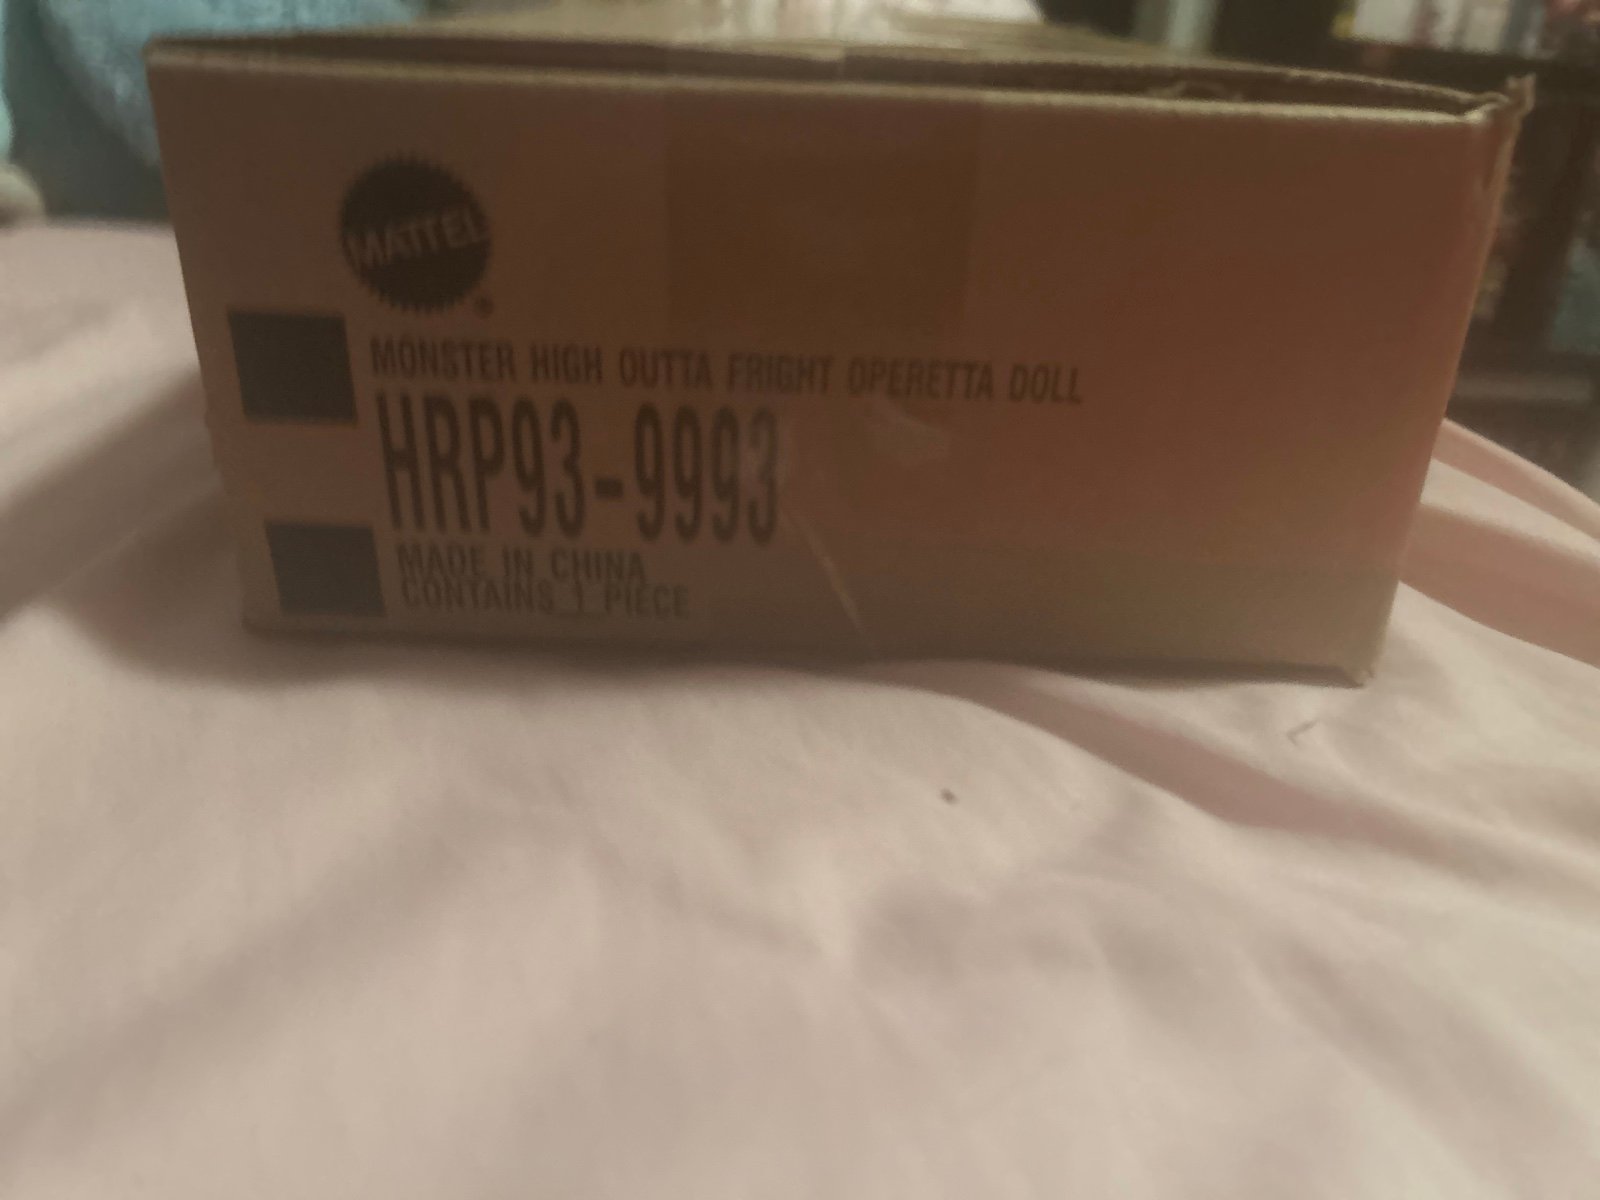 MATTEL
®
MONSTER HIGH OUTTA FRIGHT OPERETTA DOLL
HRP93-9993
MADE IN CHINA
CONTAINS 1 PIECE